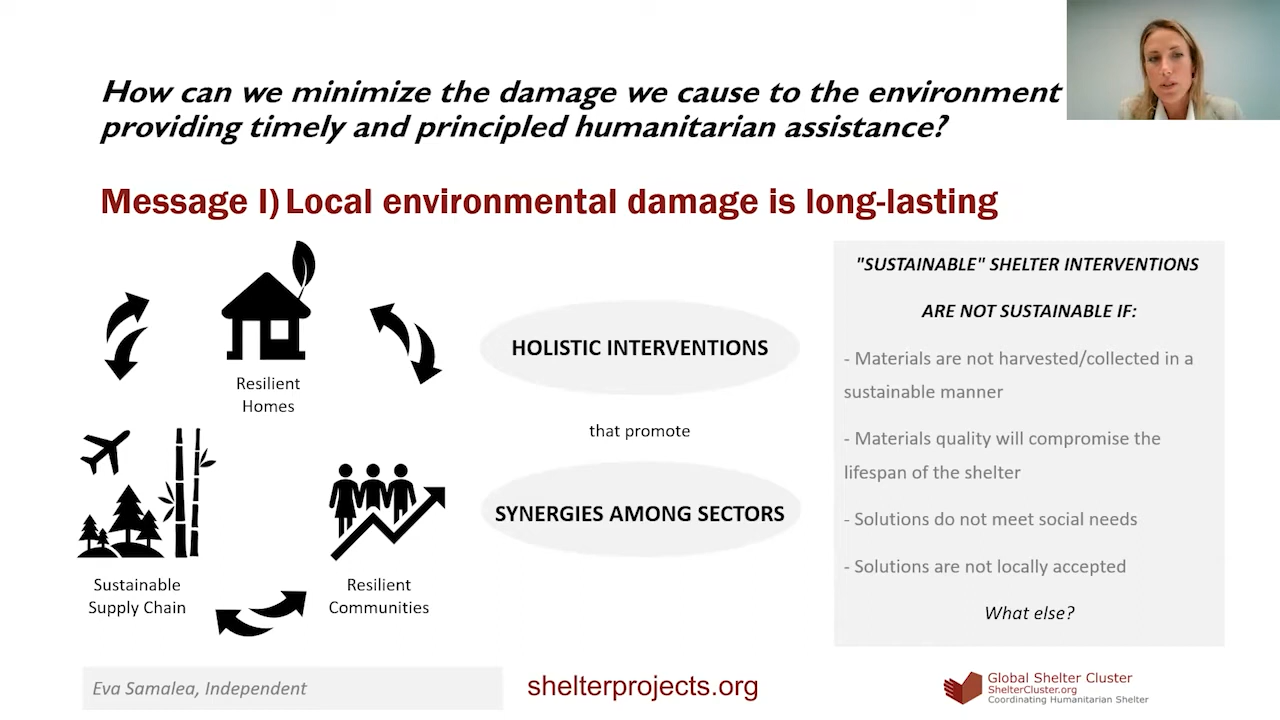 How can we minimize the damage we cause to the environment
providing timely and principled humanitarian assistance?
Message I) Local environmental damage is long-lasting
Resilient
Homes
Sustainable
Supply Chain
Resilient
Communities
HOLISTIC INTERVENTIONS
that promote
SYNERGIES AMONG SECTORS
"SUSTAINABLE" SHELTER INTERVENTIONS
ARE NOT SUSTAINABLE IF:
- Materials are not harvested/collected in a
sustainable manner
- Materials quality will compromise the
lifespan of the shelter
- Solutions do not meet social needs
- Solutions are not locally accepted
What else?
Eva Samalea, Independent
shelterprojects.org
Global Shelter Cluster
ShelterCluster.org
Coordinating Humanitarian Shelter